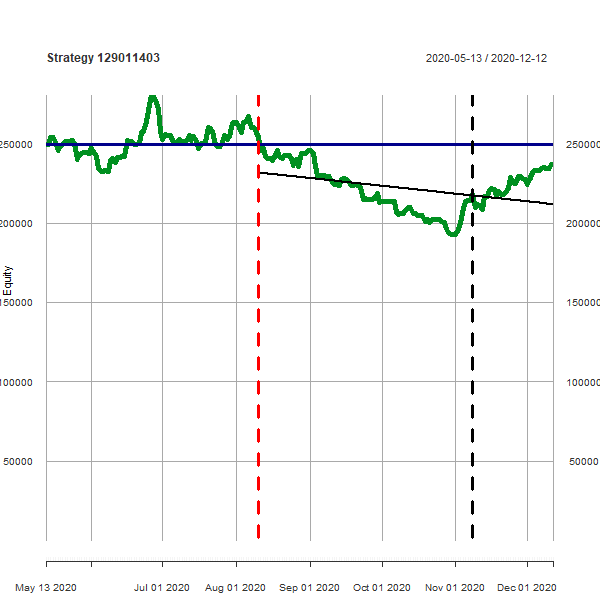 Strategy 129011403
2020-05-13 / 2020-12-12
250000
250000
200000
200000
Equity
150000
150000
100000
100000
50000
50000
May 13 2020
Jul 01 2020
Aug 01 2020
Sep 01 2020
Oct 01 2020
Nov 01 2020
Dec 01 2020